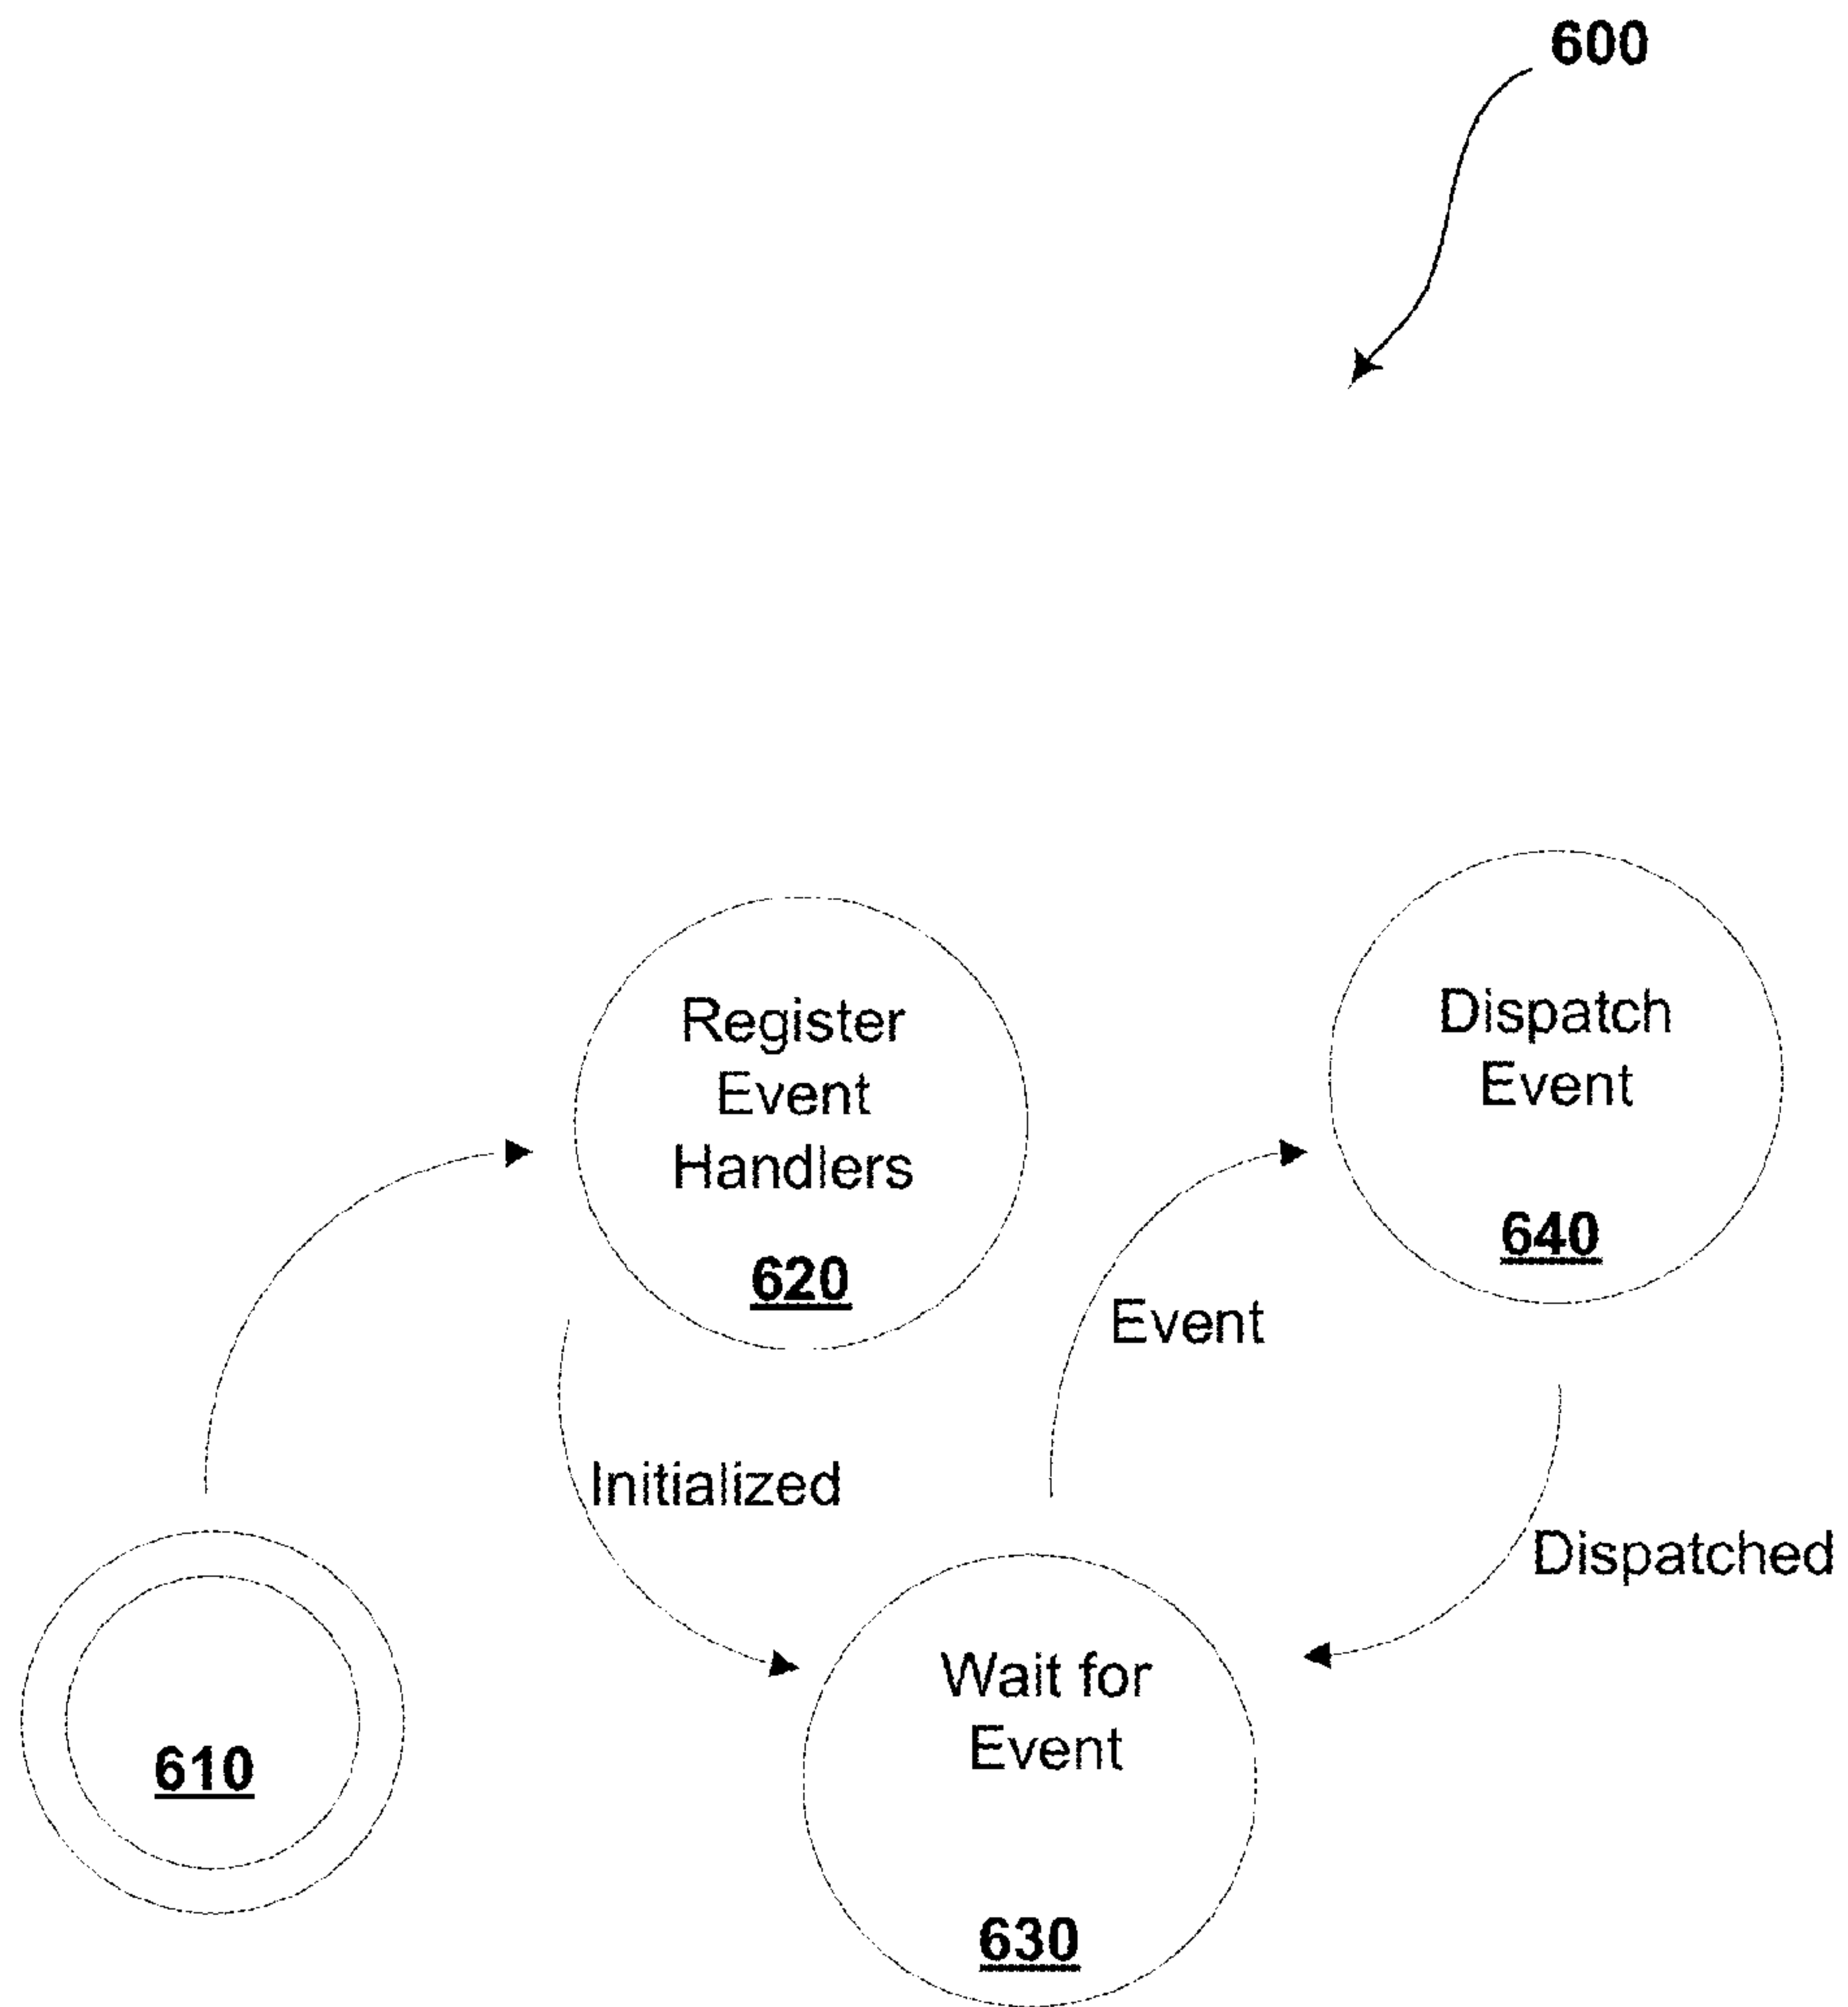 600
Register
Event
Handlers
620
Dispatch
Event
640
Event
Initialized
Dispatched
610
Wait for
Event
630